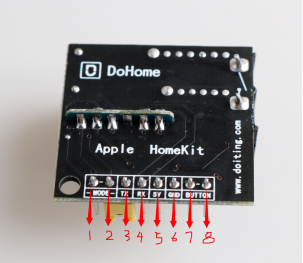 DoHome
Apple HomeKit
www.doiting.com
-MODE- TX RX 5V GND BUTTON
1 2 3 4 5 6 7 8